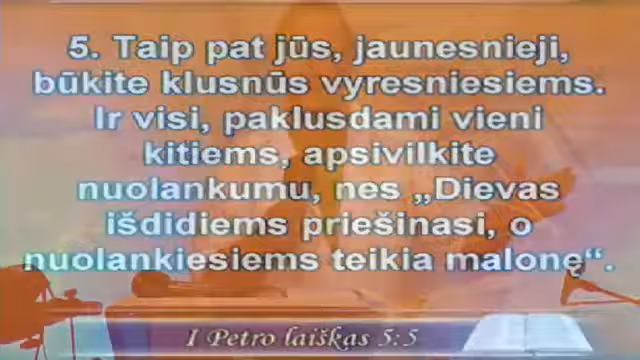 5. Taip pat jūs, jaunesnieji,
būkite klusnūs vyresniesiems.
Ir visi, paklusdami vieni
kitiems, apsivilkite
nuolankumu, nes „Dievas
išdidiems priešinasi, o
nuolankiesiems teikia malonę“.
I Petro laiškas 5:5